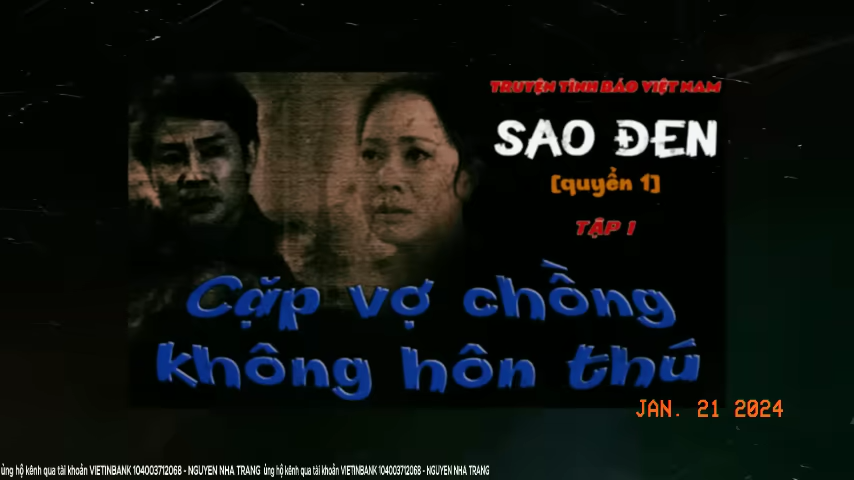 TRUYỆN TÌNH BÁO VIỆT NAM
SAO ĐEN
[quyển 1]
TẬP 1
Cặp vợ chồng
không hôn thú
JAN. 21 2024
ủng hộ kênh qua tài khoản VIETINBANK 104003712068 - NGUYEN NHA TRANG ủng hộ kênh qua tài khoản VIETINBANK 104003712068 - NGUYEN NHA TRANG